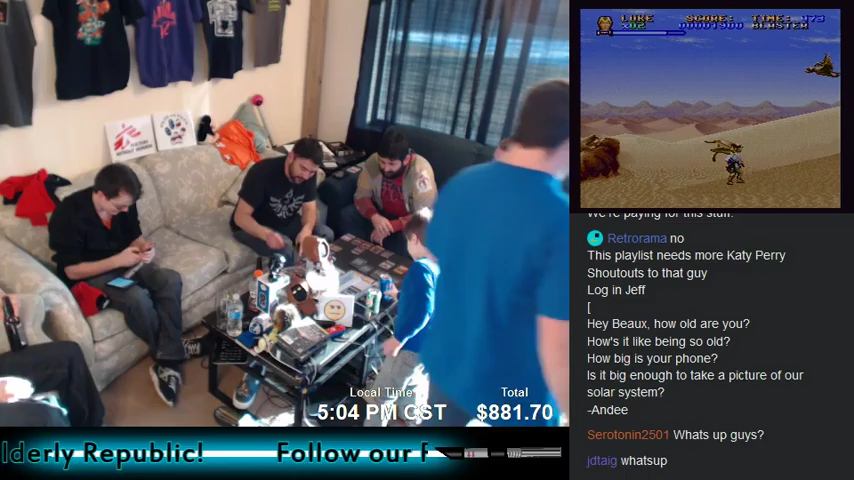 LUKE
SCORE:
TIME: 973
x02
00001900
BLASTER
We're paying for this stuff.
Retrorama no
This playlist needs more Katy Perry
Shoutouts to that guy
Log in Jeff
[
Hey Beaux, how old are you?
How's it like being so old?
How big is your phone?
Is it big enough to take a picture of our
solar system?
-Andee
Serotonin2501 Whats up guys?
jdtaig whatsup
Local Time
Total
5:04 PM CST
$881.70
lderly Republic!
Follow our F